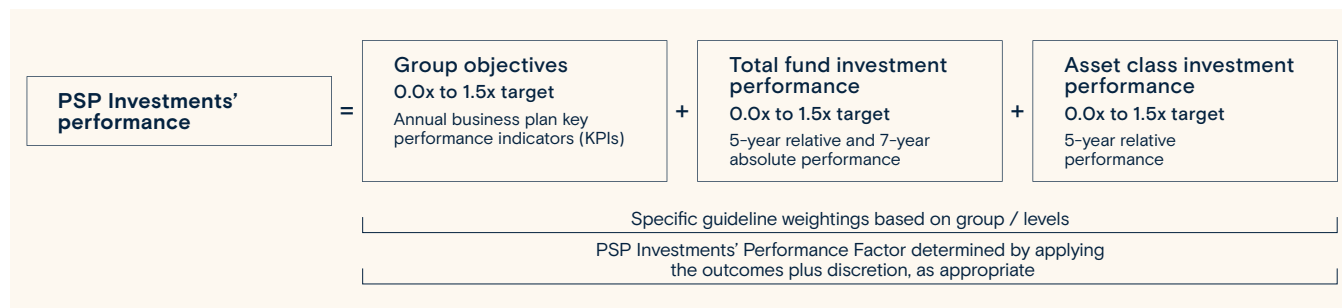 PSP Investments’
performance
=
Group objectives
0.0x to 1.5x target
Annual business plan key
performance indicators (KPIs)
+
Total fund investment
performance
0.0x to 1.5x target
5-year relative and 7-year
absolute performance
+
Asset class investment
performance
0.0x to 1.5x target
5-year relative
performance
Specific guideline weightings based on group / levels
PSP Investments’ Performance Factor determined by applying
the outcomes plus discretion, as appropriate